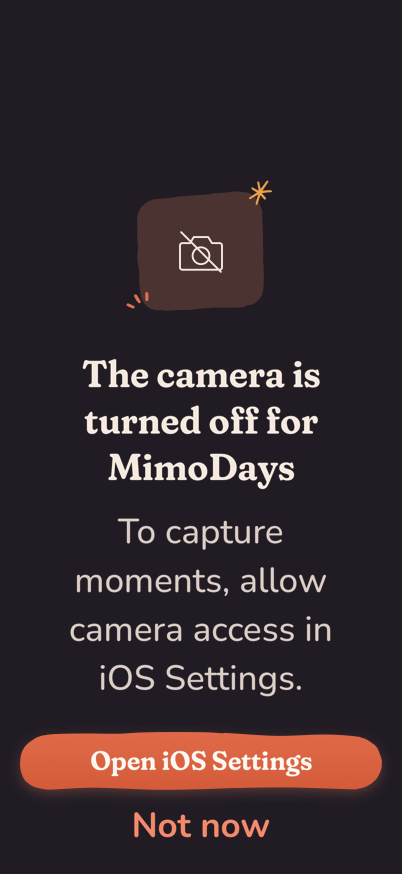 The camera is
turned off for
MimoDays
To capture
moments, allow
camera access in
iOS Settings.
Open iOS Settings
Not now